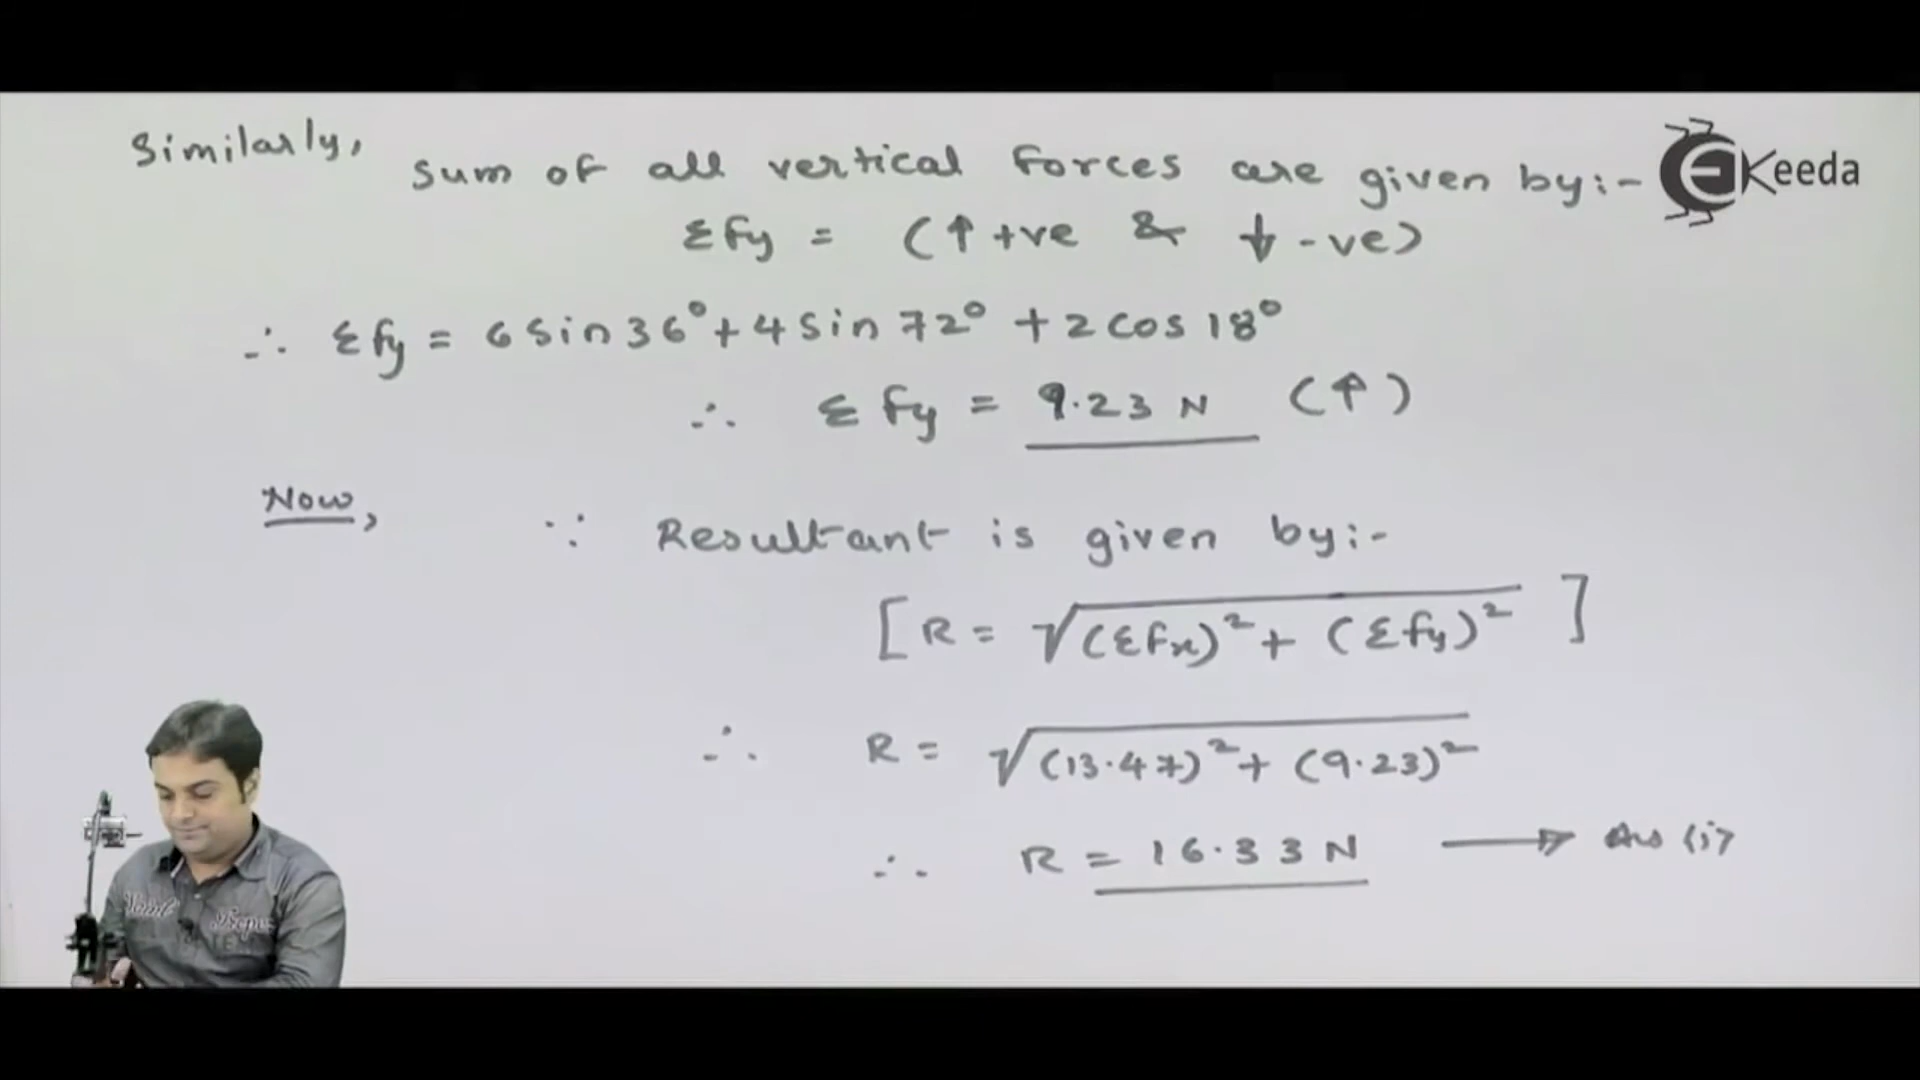 Similarly, sum of all vertical forces are given by:-
Keeda
Σfy = (↑ +ve & ↓ -ve)
∴ Σfy = 6 sin 36° + 4 sin 72° + 2 cos 18°
∴ Σfy = 9.23 N (↑)
Now, ∵ Resultant is given by:-
[R = √(Σfx)² + (Σfy)²]
∴ R = √(13.47)² + (9.23)²
∴ R = 16.33 N → Ans (i)